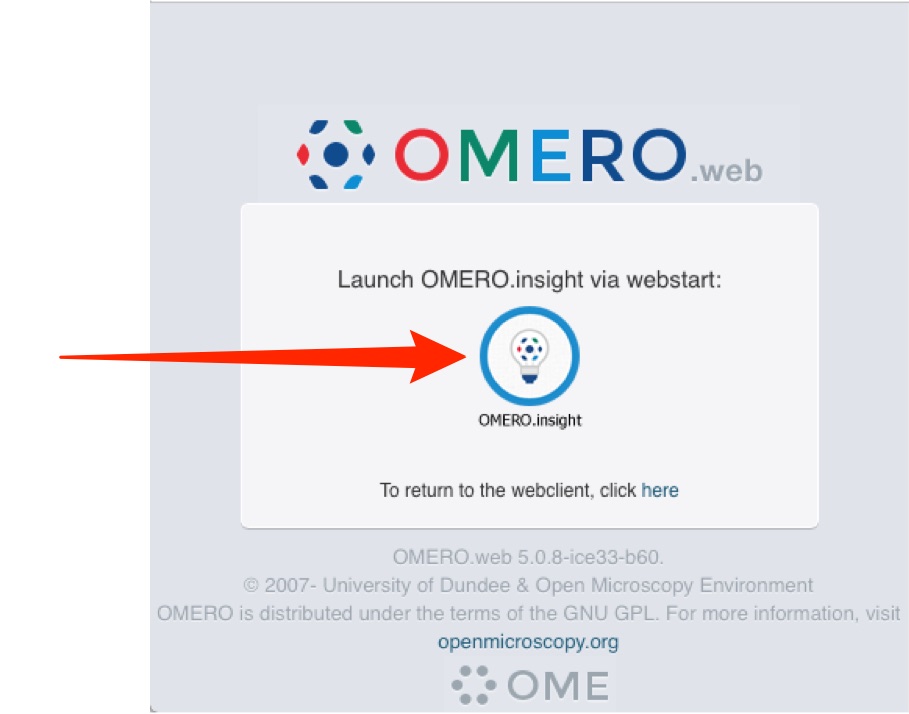 OMERO.web
Launch OMERO.insight via webstart:
OMERO.insight
To return to the webclient, click here
OMERO.web 5.0.8-ice33-b60.
© 2007- University of Dundee & Open Microscopy Environment
OMERO is distributed under the terms of the GNU GPL. For more information, visit
openmicroscopy.org
OME